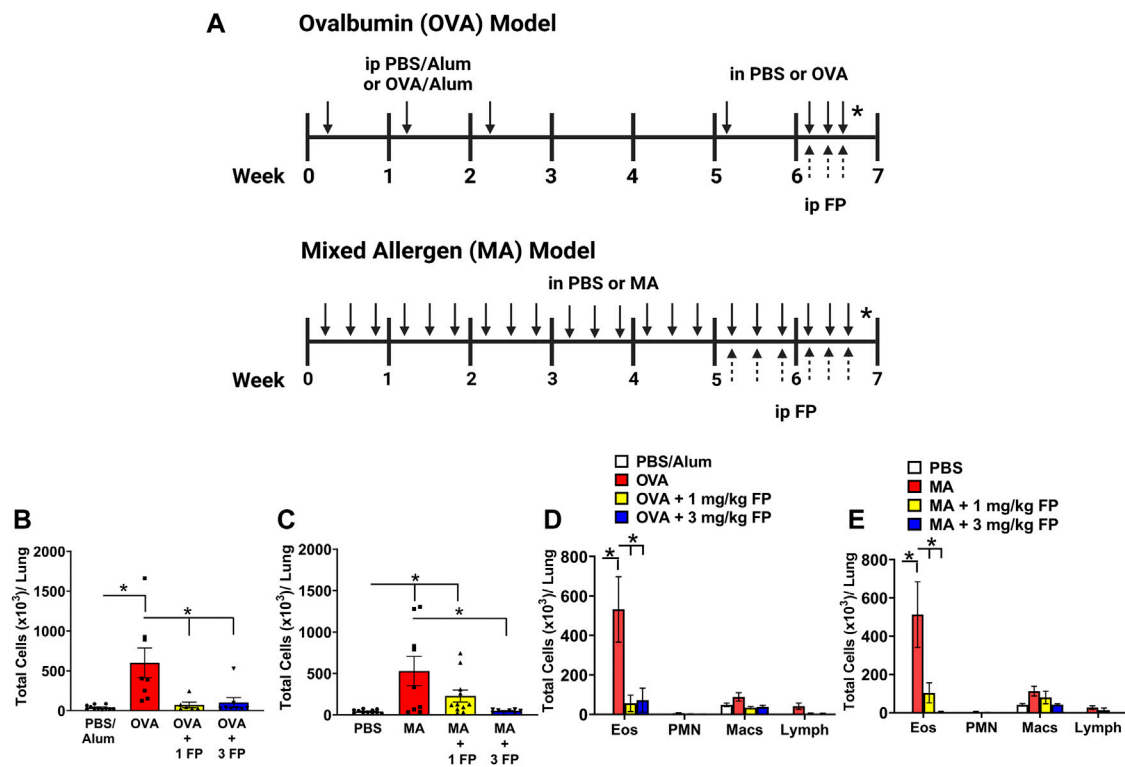 A
Ovalbumin (OVA) Model
ip PBS/Alum
or OVA/Alum
in PBS or OVA
*
Week 0 1 2 3 4 5 6 7
ip FP
Mixed Allergen (MA) Model
in PBS or MA
*
Week 0 1 2 3 4 5 6 7
ip FP
B
Total Cells (x10³)/ Lung
2000
1500
1000
500
0
*
*
PBS/
Alum
OVA
OVA
+
1 FP
OVA
+
3 FP
C
Total Cells (x10³)/ Lung
2000
1500
1000
500
0
*
*
PBS
MA
MA
+
1 FP
MA
+
3 FP
D
PBS/Alum
OVA
OVA + 1 mg/kg FP
OVA + 3 mg/kg FP
Total Cells (x10³)/ Lung
800
600
400
200
0
*
*
Eos PMN Macs Lymph
E
PBS
MA
MA + 1 mg/kg FP
MA + 3 mg/kg FP
Total Cells (x10³)/ Lung
800
600
400
200
0
*
*
Eos PMN Macs Lymph